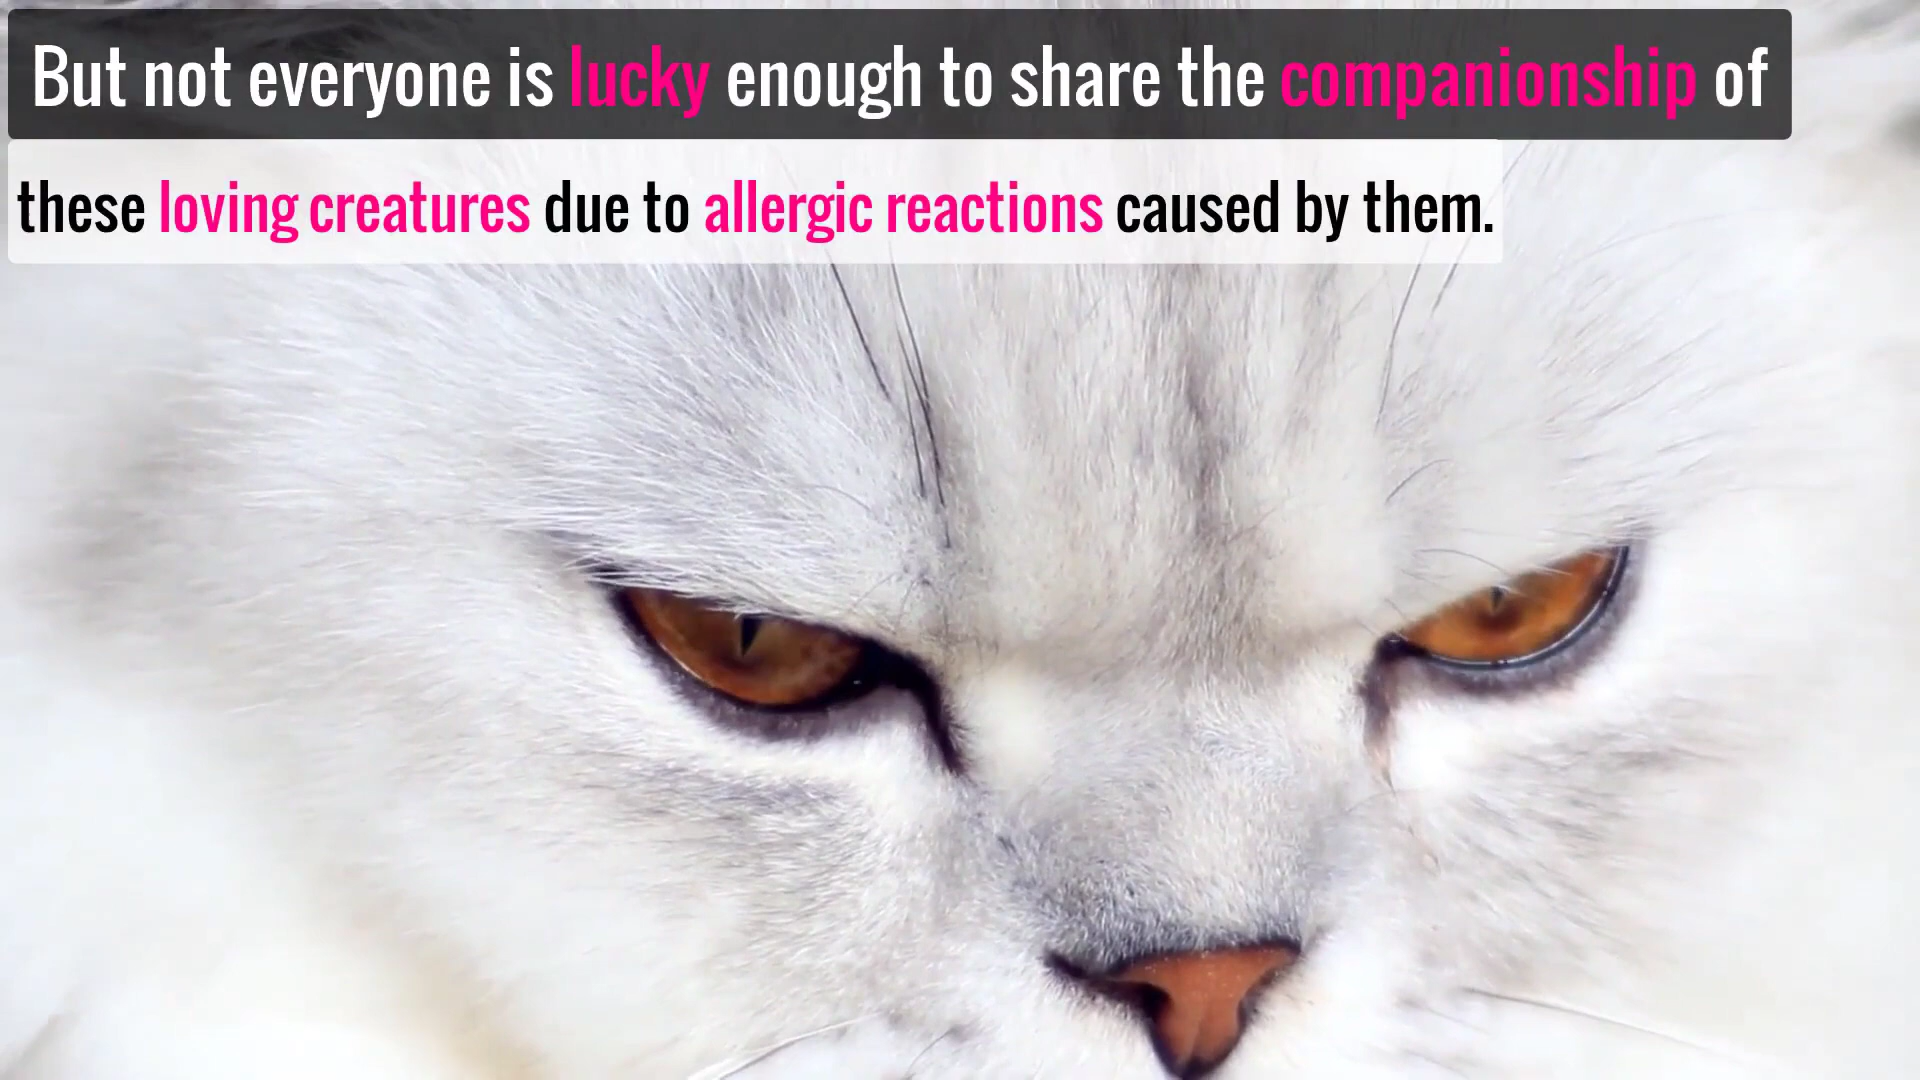 But not everyone is lucky enough to share the companionship of
these loving creatures due to allergic reactions caused by them.